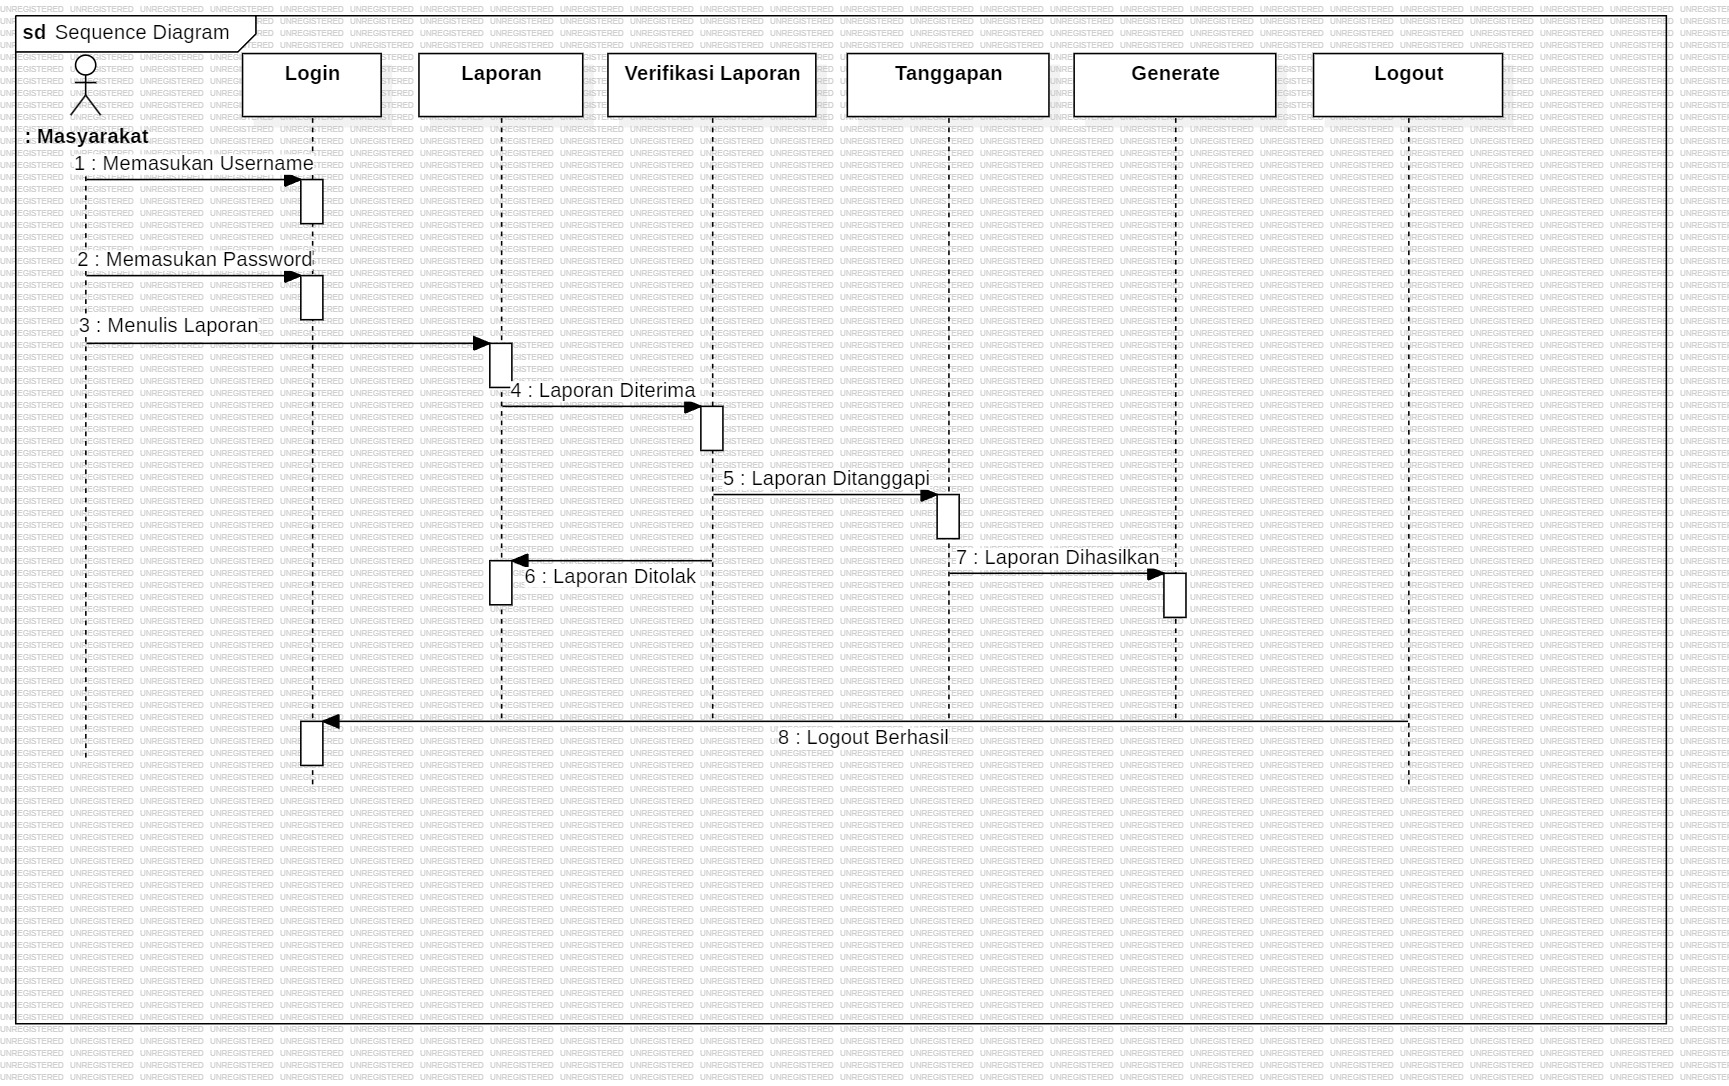 sd Sequence Diagram
Login
Laporan
Verifikasi Laporan
Tanggapan
Generate
Logout
: Masyarakat
1 : Memasukan Username
2 : Memasukan Password
3 : Menulis Laporan
4 : Laporan Diterima
5 : Laporan Ditanggapi
6 : Laporan Ditolak
7 : Laporan Dihasilkan
8 : Logout Berhasil
UNREGISTERED